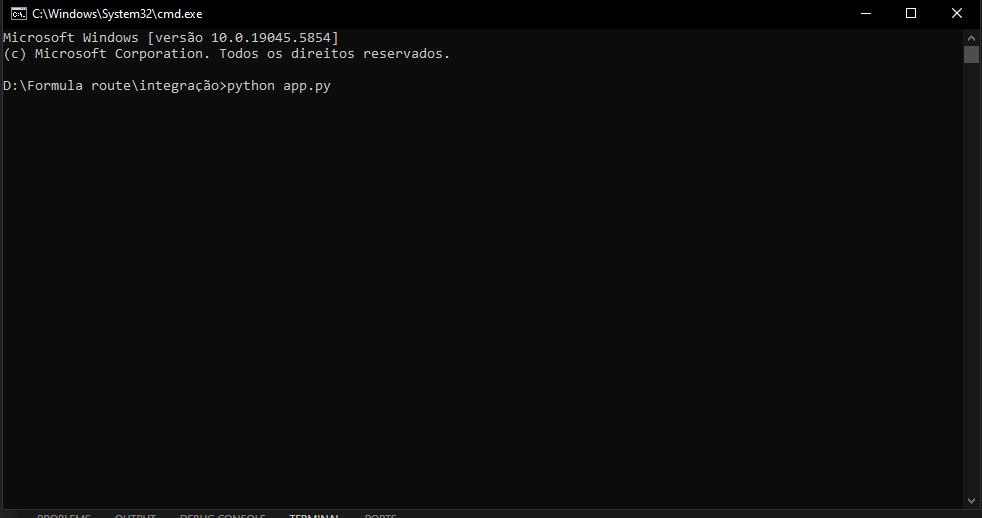 C:\Windows\System32\cmd.exe
Microsoft Windows [versão 10.0.19045.5854]
(c) Microsoft Corporation. Todos os direitos reservados.
D:\Formula route\integração>python app.py
PROBLEMS OUTPUT DEBUG CONSOLE TERMINAL PORTS